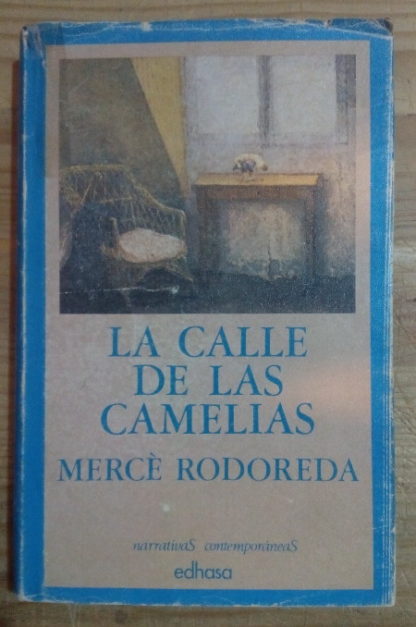 LA CALLE
DE LAS
CAMELIAS
MERCÈ RODOREDA
narrativaS contemporáneaS
edhasa